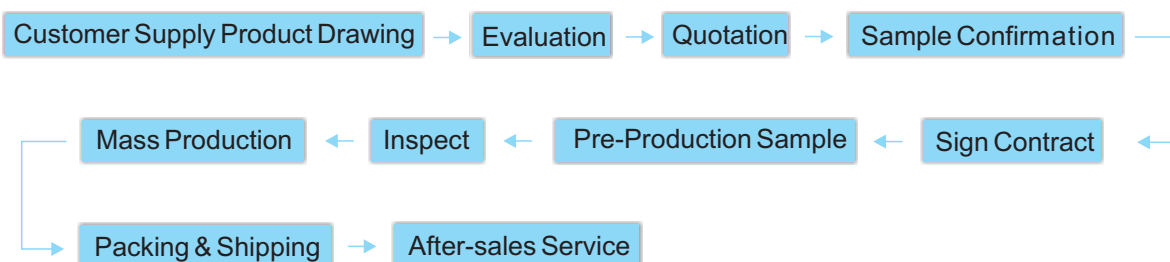 Customer Supply Product Drawing
Evaluation
Quotation
Sample Confirmation
Sign Contract
Pre-Production Sample
Inspect
Mass Production
Packing & Shipping
After-sales Service